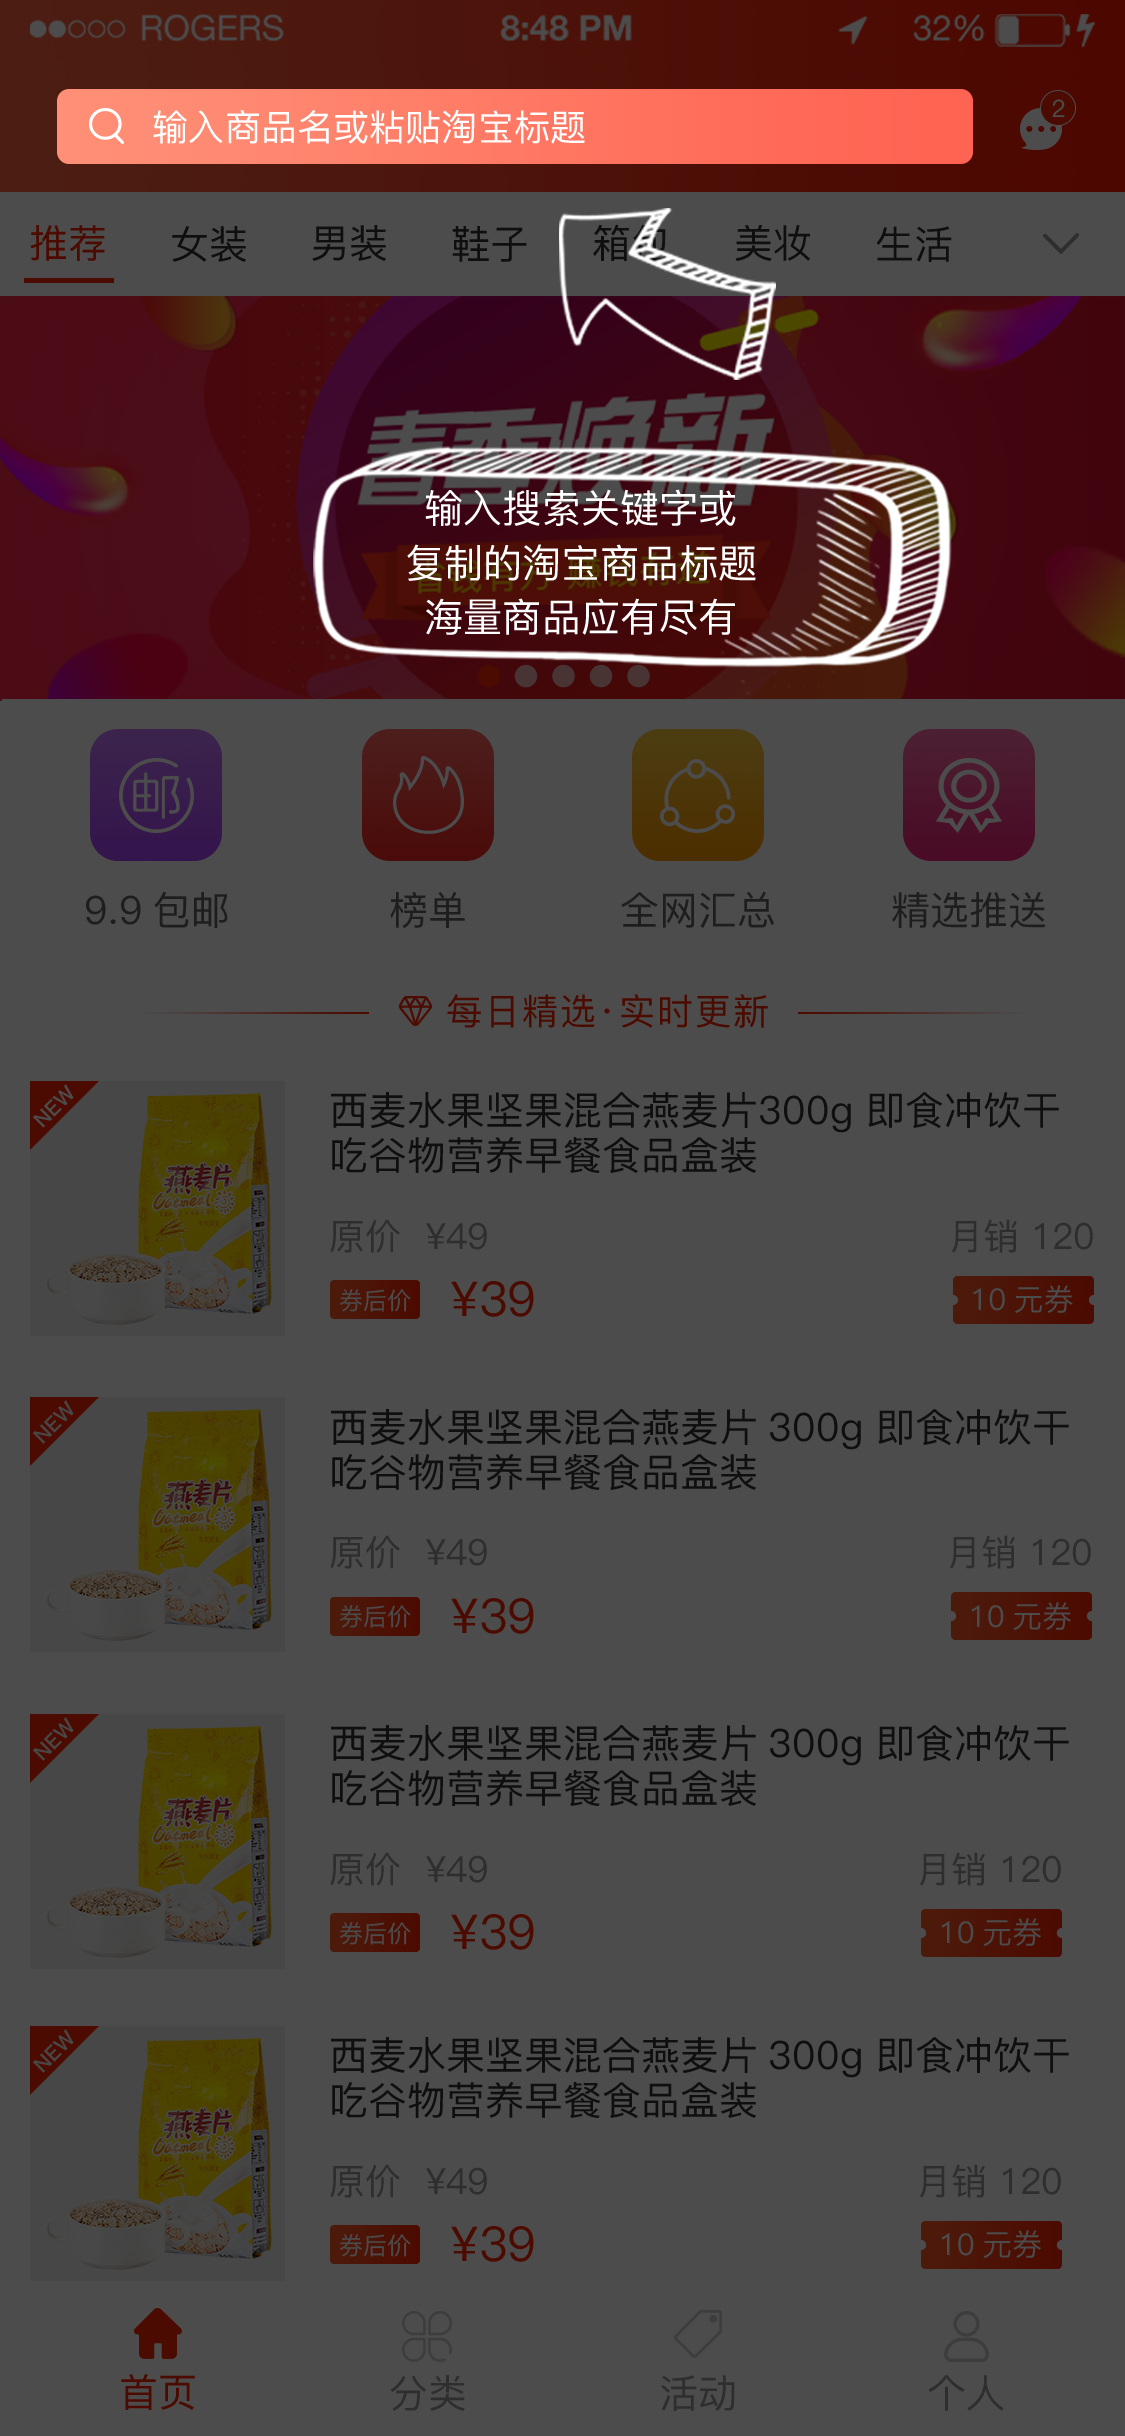 ROGERS 8:48 PM 32%
输入商品名或粘贴淘宝标题
2
推荐 女装 男装 鞋子 箱包 美妆 生活
春季焕新
输入搜索关键字或
复制的淘宝商品标题
海量商品应有尽有
邮
9.9 包邮 榜单 全网汇总 精选推送
每日精选·实时更新
NEW
燕麦片
Oatmeal
西麦水果坚果混合燕麦片300g 即食冲饮干
吃谷物营养早餐食品盒装
原价 ¥49 月销 120
券后价 ¥39 10 元券
NEW
燕麦片
Oatmeal
西麦水果坚果混合燕麦片 300g 即食冲饮干
吃谷物营养早餐食品盒装
原价 ¥49 月销 120
券后价 ¥39 10 元券
NEW
燕麦片
Oatmeal
西麦水果坚果混合燕麦片 300g 即食冲饮干
吃谷物营养早餐食品盒装
原价 ¥49 月销 120
券后价 ¥39 10 元券
NEW
燕麦片
Oatmeal
西麦水果坚果混合燕麦片 300g 即食冲饮干
吃谷物营养早餐食品盒装
原价 ¥49 月销 120
券后价 ¥39 10 元券
首页 分类 活动 个人